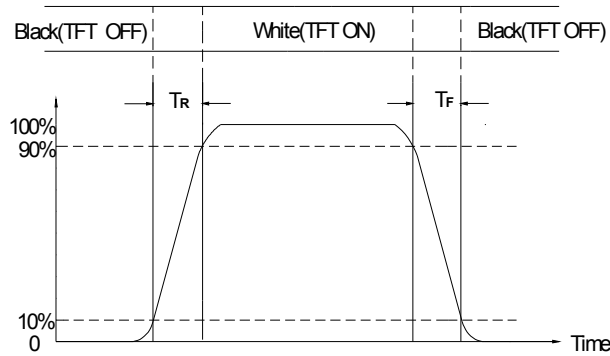 Black(TFT OFF) White(TFT ON) Black(TFT OFF)
TR TF
100%
90%
10%
0 Time